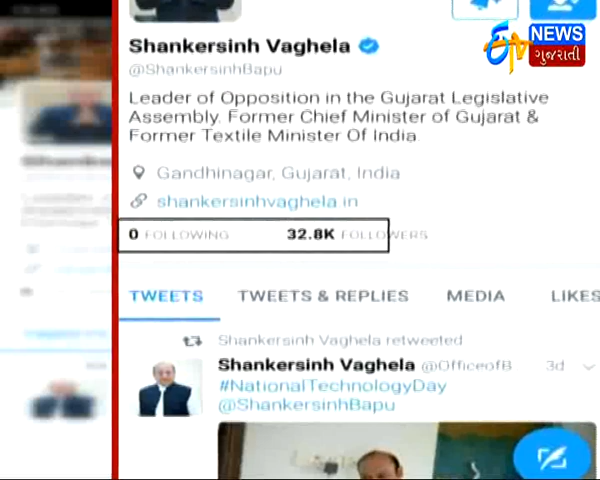 Shankersinh Vaghela
@ShankersinhBapu
Leader of Opposition in the Gujarat Legislative
Assembly. Former Chief Minister of Gujarat &
Former Textile Minister Of India.
Gandhinagar, Gujarat, India
shankersinhvaghela in
0 FOLLOWING 32.8K FOLLOWERS
TWEETS TWEETS & REPLIES MEDIA LIKES
Shankersinh Vaghela retweeted
Shankersinh Vaghela @OfficeofB 3d
#NationalTechnologyDay
@ShankersinhBapu
ETV NEWS
ગુજરાતી